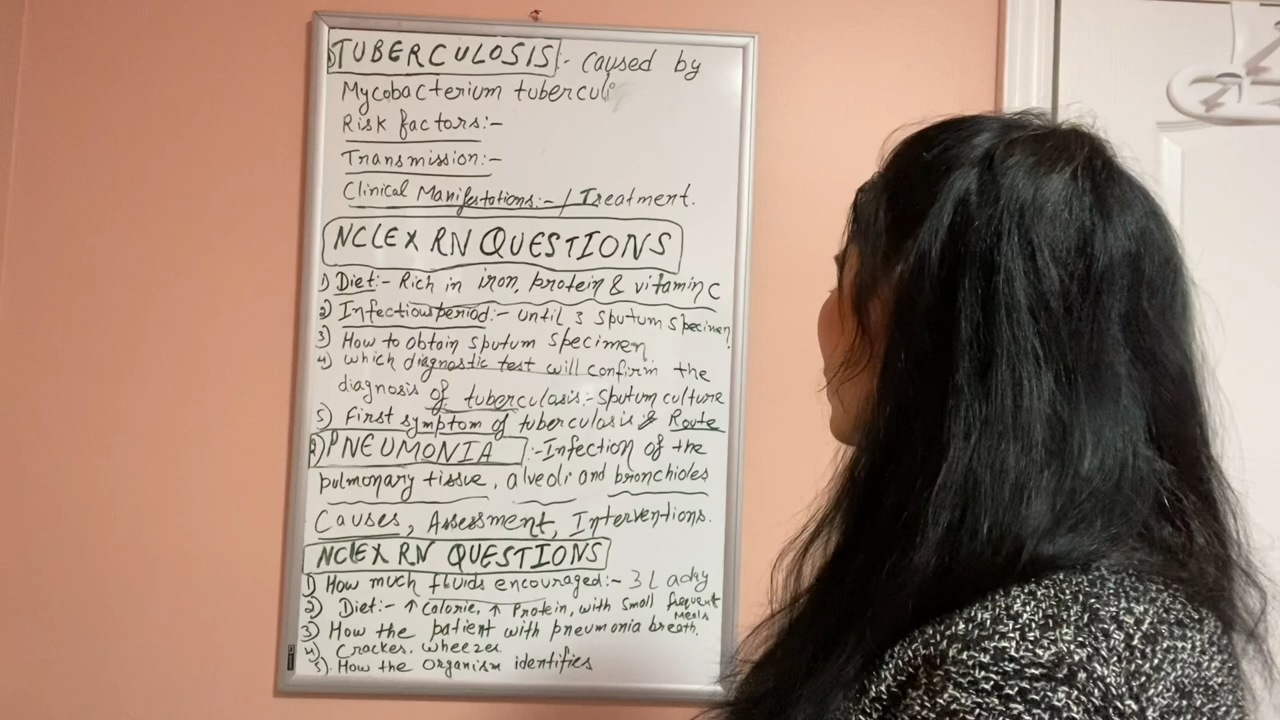 1) TUBERCULOSIS :- caused by
Mycobacterium tuberculi
Risk factors:-
Transmission:-
Clinical Manifestations:- / Treatment.
NCLEX RN QUESTIONS
1) Diet:- Rich in iron, protein & vitamin C
2) Infectious period:- until 3 sputum specimen.
3) How to obtain sputum specimen
4) which diagnostic test will confirm the
diagnosis of tuberculosis:- sputum culture
5) First symptom of tuberculosis & Route
2) PNEUMONIA :- Infection of the
pulmonary tissue, alveoli and bronchioles
Causes, Assessment, Interventions.
NCLEX RN QUESTIONS
1) How much fluids encouraged:- 3 L a day
2) Diet:- ↑ Calorie, ↑ Protein, with small frequent
meals
3) How the patient with pneumonia breath.
4) Crackes, wheezes
5). How the Organism identifies